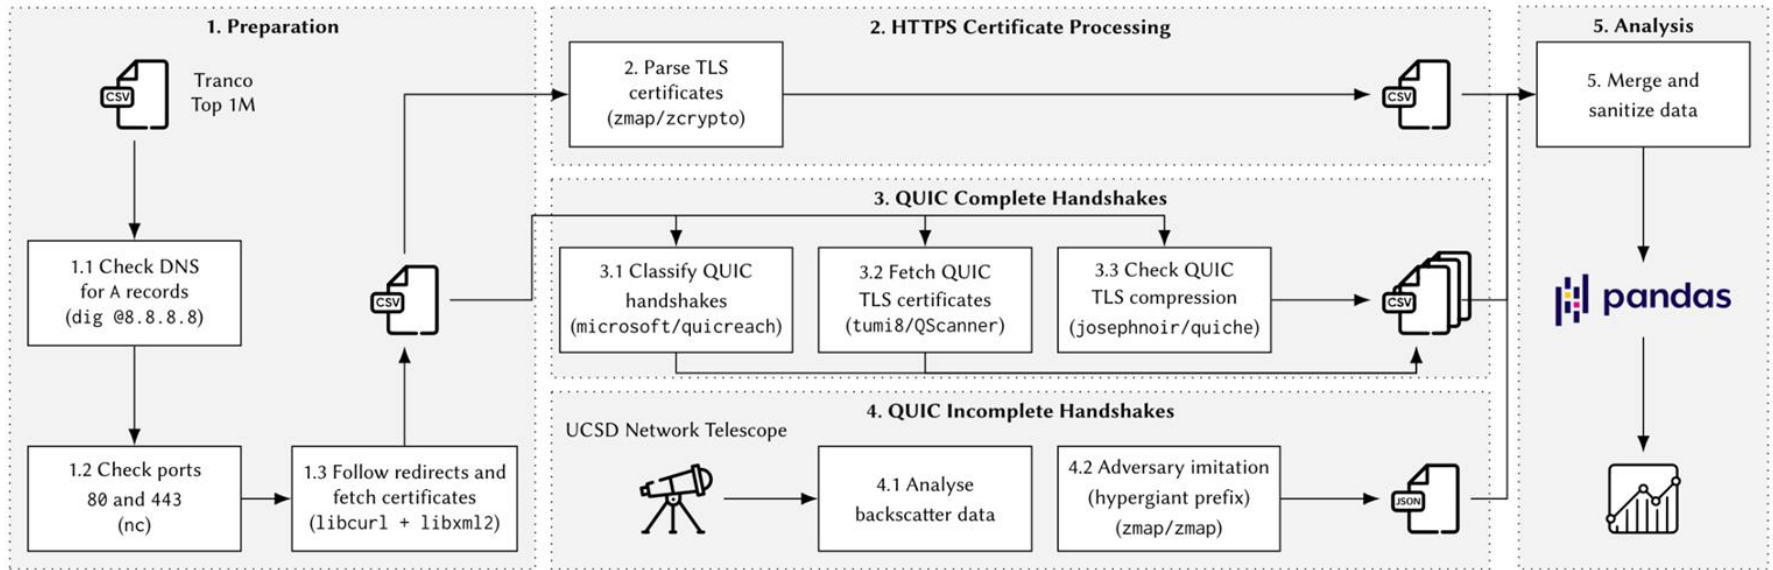 1. Preparation
CSV
Tranco
Top 1M
1.1 Check DNS
for A records
(dig @8.8.8.8)
1.2 Check ports
80 and 443
(nc)
1.3 Follow redirects and
fetch certificates
(libcurl + libxml2)
CSV
2. HTTPS Certificate Processing
2. Parse TLS
certificates
(zmap/zcrypto)
CSV
3. QUIC Complete Handshakes
3.1 Classify QUIC
handshakes
(microsoft/quicreach)
3.2 Fetch QUIC
TLS certificates
(tumi8/QScanner)
3.3 Check QUIC
TLS compression
(josephnoir/quiche)
CSV
4. QUIC Incomplete Handshakes
UCSD Network Telescope
4.1 Analyse
backscatter data
4.2 Adversary imitation
(hypergiant prefix)
(zmap/zmap)
JSON
5. Analysis
5. Merge and
sanitize data
pandas